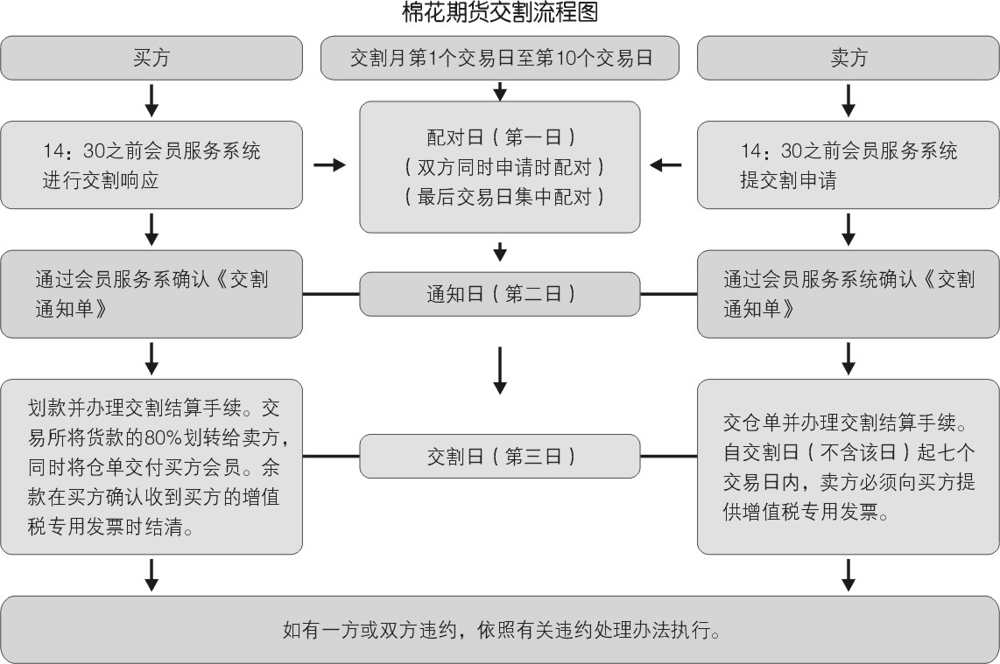 棉花期货交割流程图
买方
交割月第1个交易日至第10个交易日
卖方
14：30之前会员服务系统
进行交割响应
配对日（第一日）
（双方同时申请时配对）
（最后交易日集中配对）
14：30之前会员服务系统
提交割申请
通过会员服务系确认《交割
通知单》
通知日（第二日）
通过会员服务系统确认《交割
通知单》
划款并办理交割结算手续。交
易所将货款的80%划转给卖方，
同时将仓单交付买方会员。余
款在买方确认收到买方的增值
税专用发票时结清。
交割日（第三日）
交仓单并办理交割结算手续。
自交割日（不含该日）起七个
交易日内，卖方必须向买方提
供增值税专用发票。
如有一方或双方违约，依照有关违约处理办法执行。